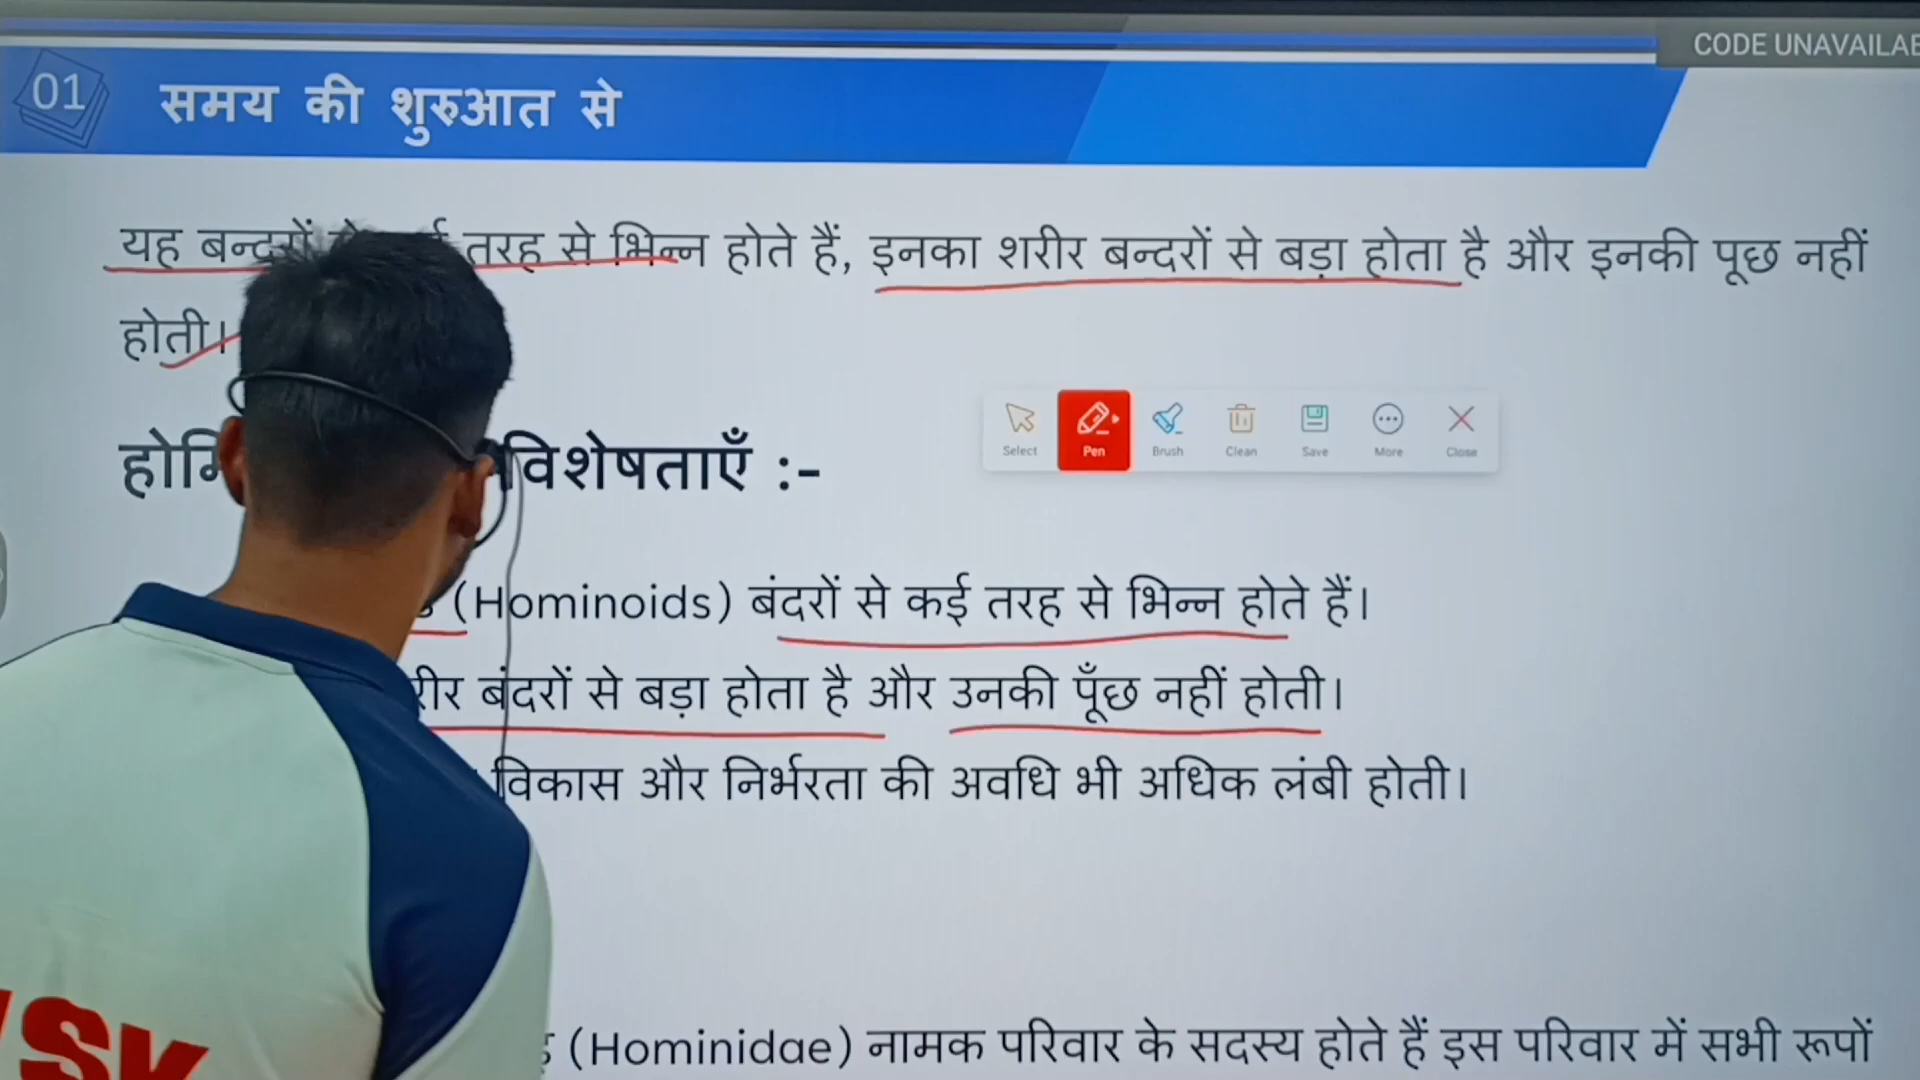 CODE UNAVAILAB
01 समय की शुरुआत से
यह बन्दरों तरह से भिन्न होते हैं, इनका शरीर बन्दरों से बड़ा होता है और इनकी पूछ नहीं
होती।
विशेषताएँ :-
Select Pen Brush Clean Save More Close
(Hominoids) बंदरों से कई तरह से भिन्न होते हैं।
बंदरों से बड़ा होता है और उनकी पूँछ नहीं होती।
विकास और निर्भरता की अवधि भी अधिक लंबी होती।
(Hominidae) नामक परिवार के सदस्य होते हैं इस परिवार में सभी रूपों